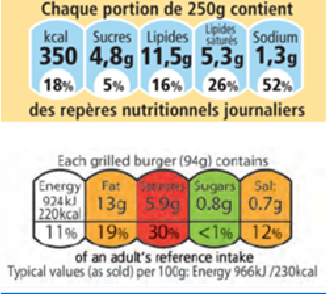 Chaque portion de 250g contient
kcal Sucres Lipides Lipides saturés Sodium
350 4,8g 11,5g 5,3g 1,3g
18% 5% 16% 26% 52%
des repères nutritionnels journaliers
Each grilled burger (94g) contains
Energy Fat Saturates Sugars Salt
924kJ 220kcal 13g 5.9g 0.8g 0.7g
11% 19% 30% <1% 12%
of an adult's reference intake
Typical values (as sold) per 100g: Energy 966kJ /230kcal